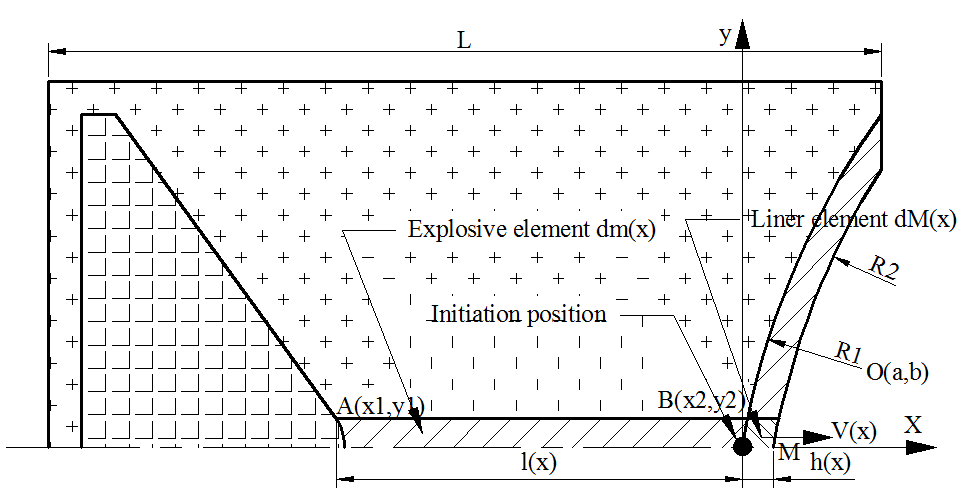 L
y
Explosive element dm(x)
Liner element dM(x)
R2
Initiation position
R1
O(a,b)
A(x1,y1)
B(x2,y2)
V(x)
X
M
l(x)
h(x)